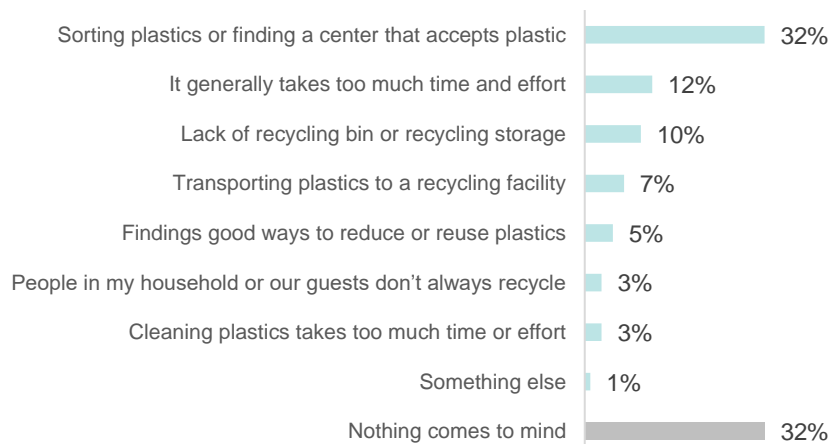 Sorting plastics or finding a center that accepts plastic 32%
It generally takes too much time and effort 12%
Lack of recycling bin or recycling storage 10%
Transporting plastics to a recycling facility 7%
Findings good ways to reduce or reuse plastics 5%
People in my household or our guests don’t always recycle 3%
Cleaning plastics takes too much time or effort 3%
Something else 1%
Nothing comes to mind 32%